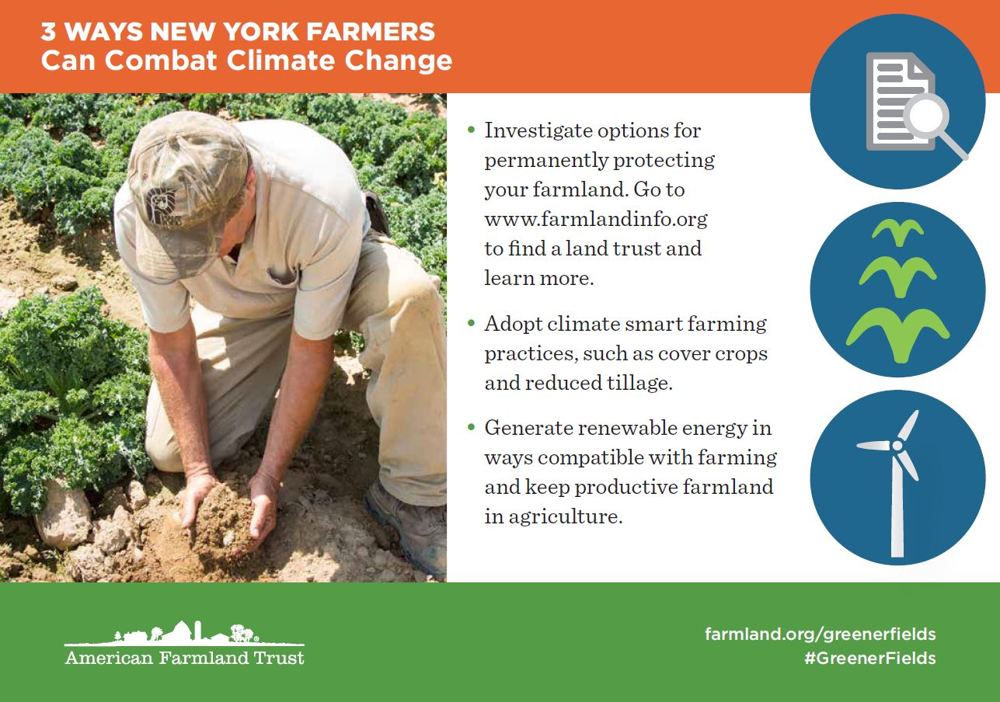 3 WAYS NEW YORK FARMERS
Can Combat Climate Change
• Investigate options for
permanently protecting
your farmland. Go to
www.farmlandinfo.org
to find a land trust and
learn more.
• Adopt climate smart farming
practices, such as cover crops
and reduced tillage.
• Generate renewable energy in
ways compatible with farming
and keep productive farmland
in agriculture.
American Farmland Trust
farmland.org/greenerfields
#GreenerFields